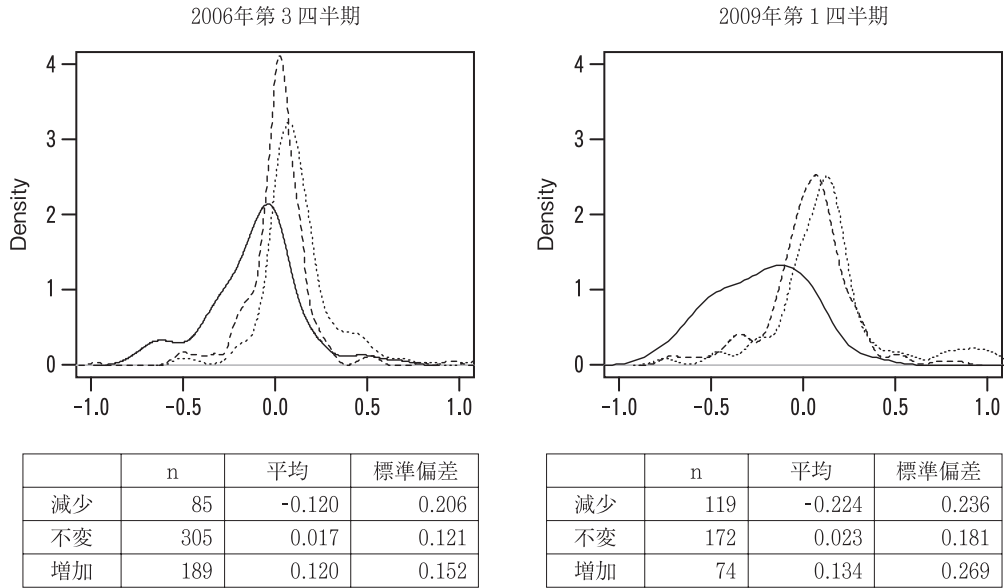 2006年第3四半期
Density
4
3
2
1
0
-1.0 -0.5 0.0 0.5 1.0
n 平均 標準偏差
減少 85 -0.120 0.206
不変 305 0.017 0.121
増加 189 0.120 0.152
2009年第1四半期
Density
4
3
2
1
0
-1.0 -0.5 0.0 0.5 1.0
n 平均 標準偏差
減少 119 -0.224 0.236
不変 172 0.023 0.181
増加 74 0.134 0.269